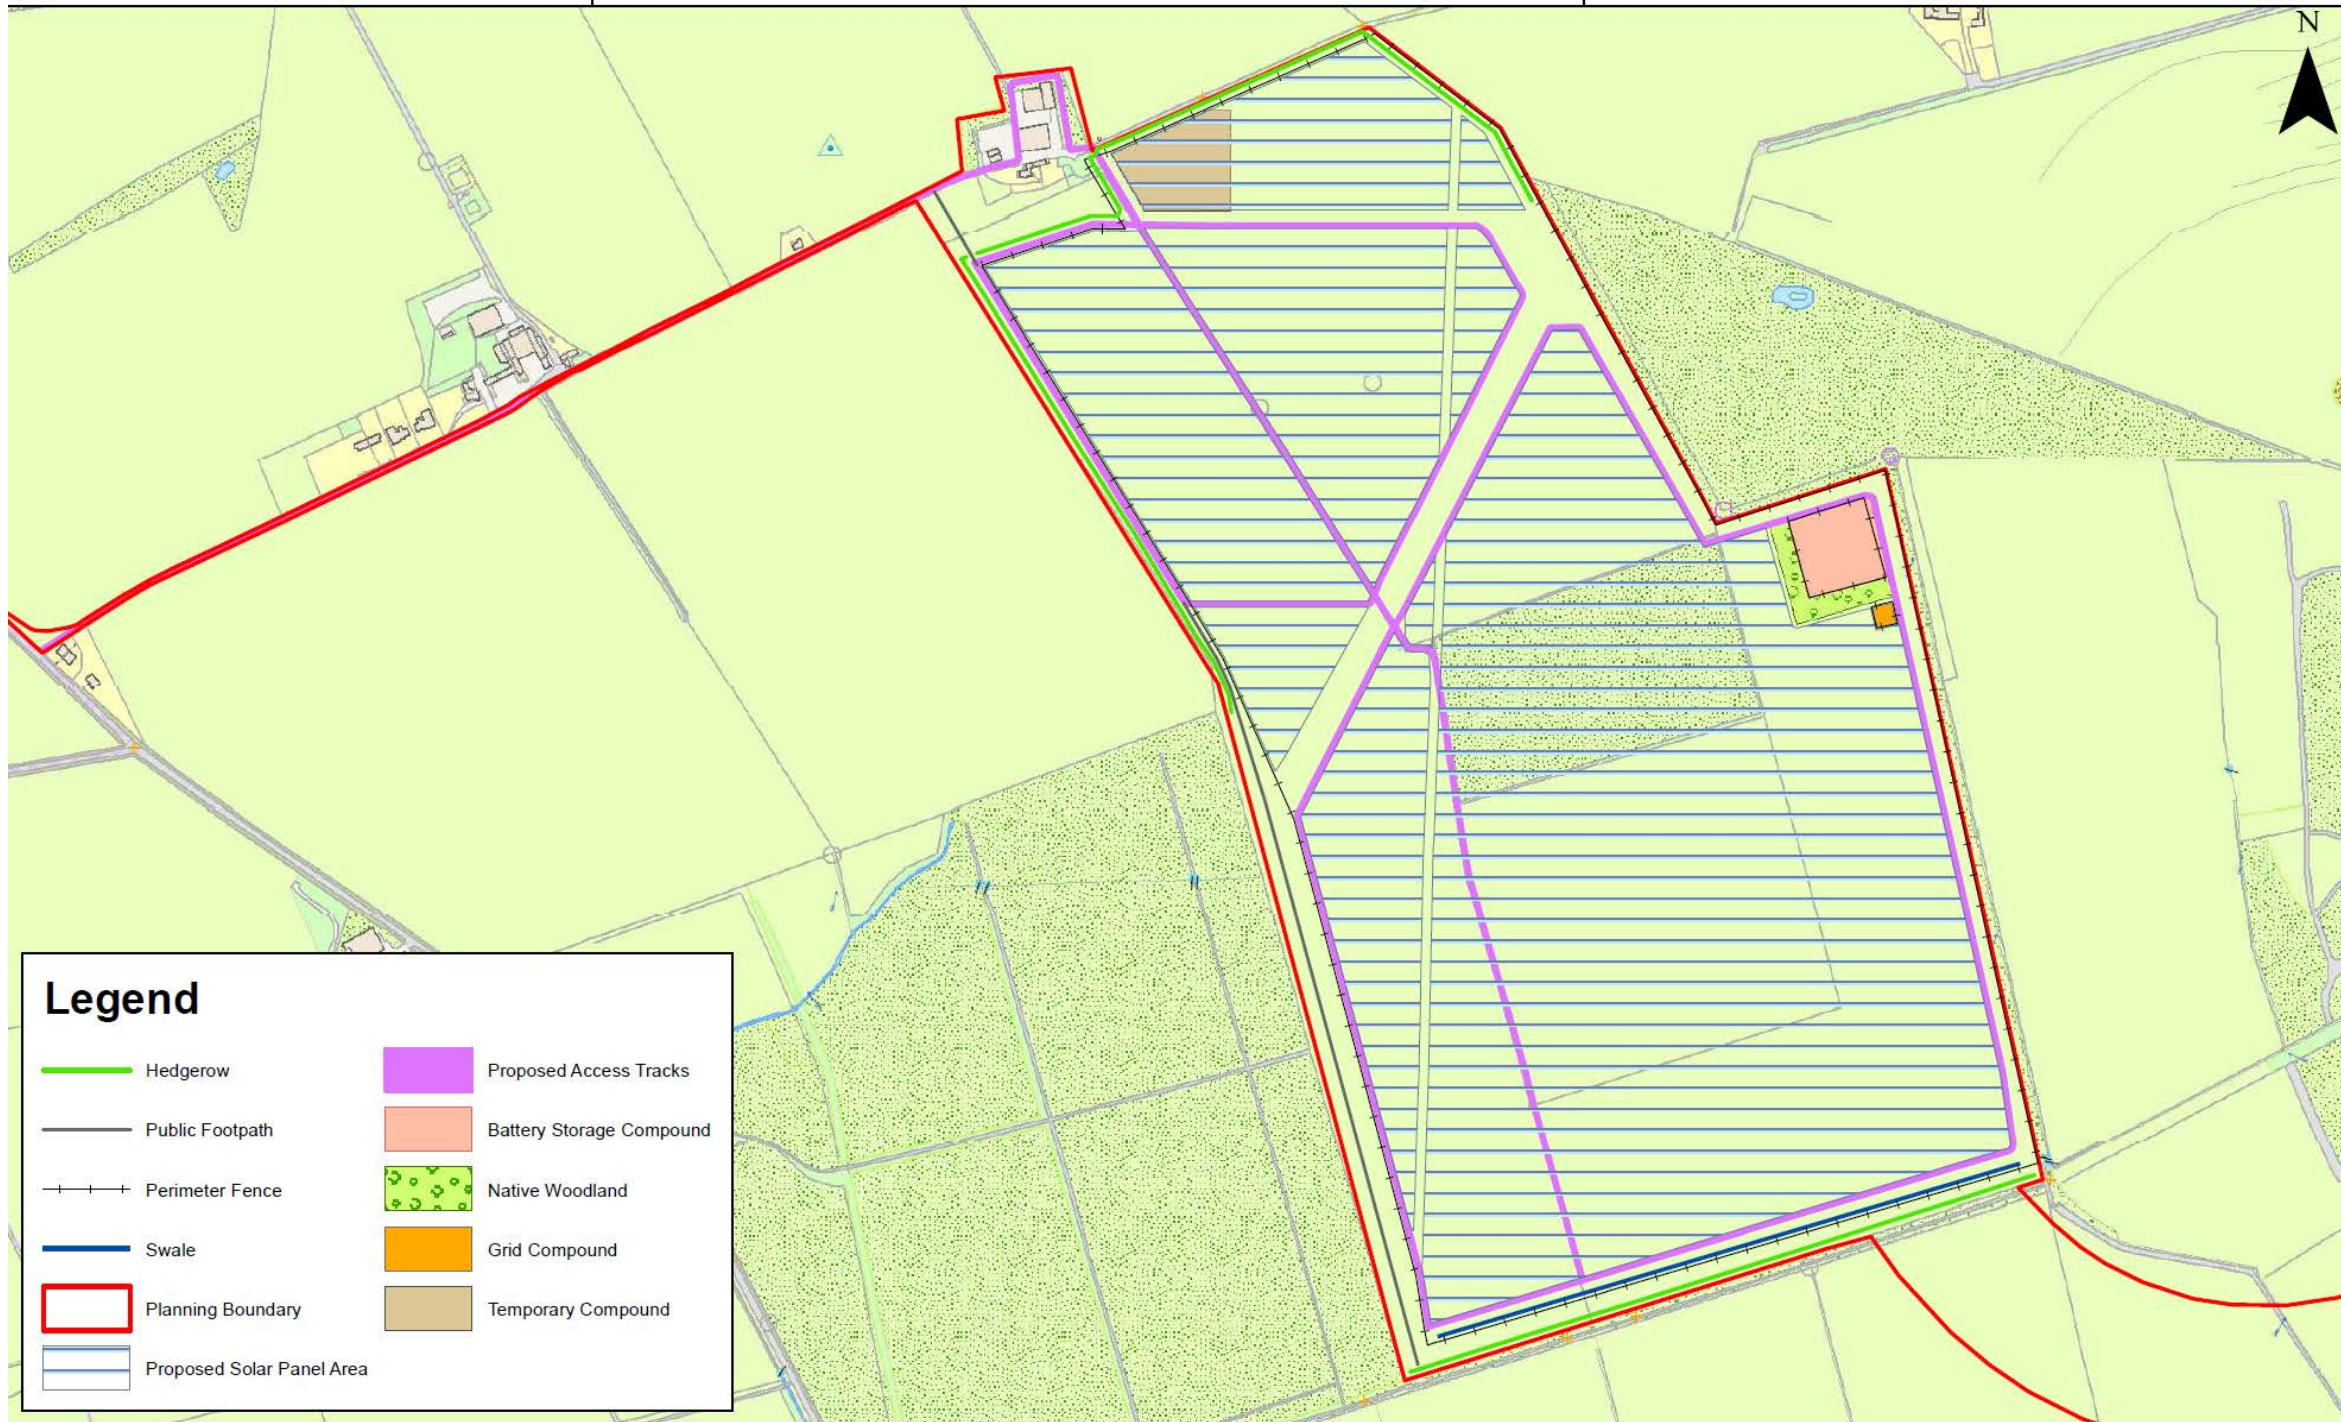 N
Legend
Hedgerow
Proposed Access Tracks
Public Footpath
Battery Storage Compound
Perimeter Fence
Native Woodland
Swale
Grid Compound
Planning Boundary
Temporary Compound
Proposed Solar Panel Area